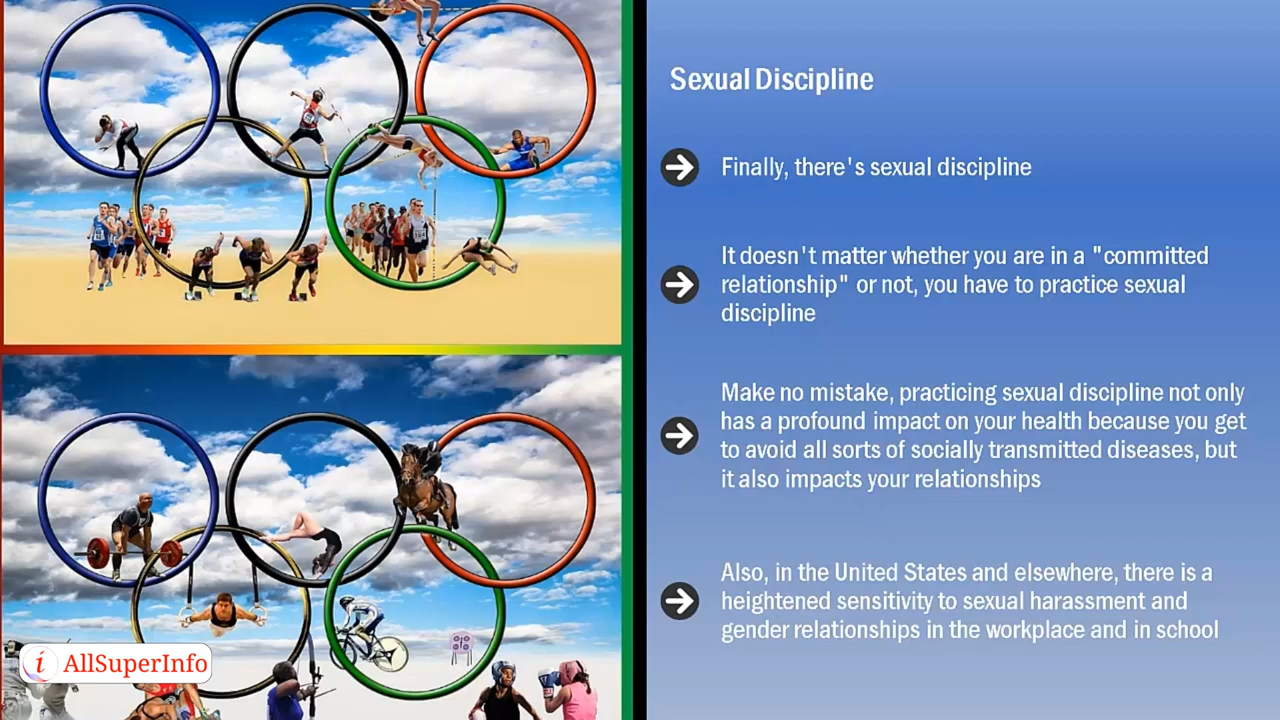 Sexual Discipline
Finally, there's sexual discipline
It doesn't matter whether you are in a "committed
relationship" or not, you have to practice sexual
discipline
Make no mistake, practicing sexual discipline not only
has a profound impact on your health because you get
to avoid all sorts of socially transmitted diseases, but
it also impacts your relationships
Also, in the United States and elsewhere, there is a
heightened sensitivity to sexual harassment and
gender relationships in the workplace and in school
i AllSuperInfo